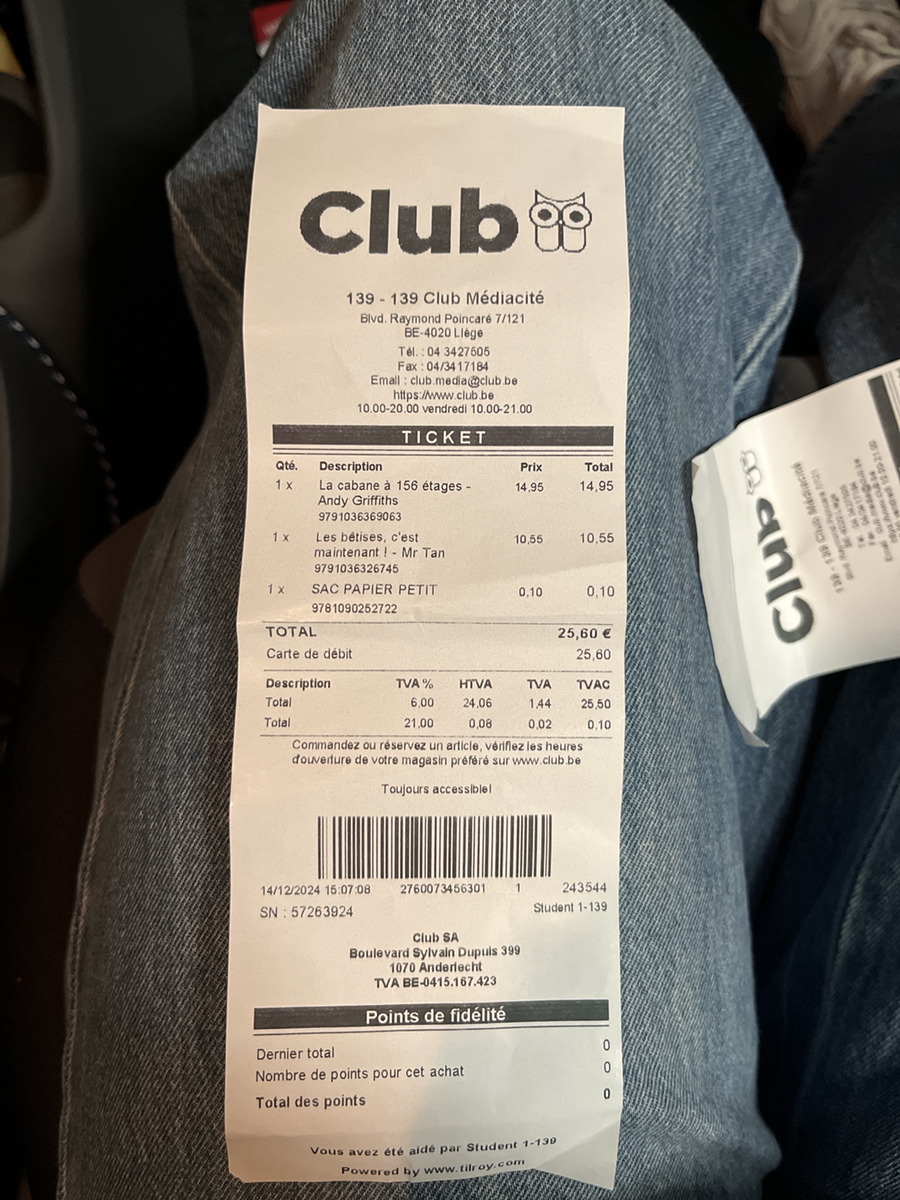 Club
139 - 139 Club Médiacité
Blvd. Raymond Poincaré 7/121
BE-4020 Liège
Tél. : 04 3427605
Fax : 04/3417184
Email : club.media@club.be
https://www.club.be
10.00-20.00 vendredi 10.00-21.00
TICKET
Qté. Description Prix Total
1 x La cabane à 156 étages - 14,95 14,95
Andy Griffiths
9791036369063
1 x Les bêtises, c'est 10,55 10,55
maintenant ! - Mr Tan
9791036326745
1 x SAC PAPIER PETIT 0,10 0,10
9781090252722
TOTAL 25,60 €
Carte de débit 25,60
Description TVA % HTVA TVA TVAC
Total 6,00 24,06 1,44 25,50
Total 21,00 0,08 0,02 0,10
Commandez ou réservez un article, vérifiez les heures
d'ouverture de votre magasin préféré sur www.club.be
Toujours accessible!
14/12/2024 15:07:08 2760073456301 1 243544
SN : 57263924 Student 1-139
Club SA
Boulevard Sylvain Dupuis 399
1070 Anderlecht
TVA BE-0415.167.423
Points de fidélité
Dernier total 0
Nombre de points pour cet achat 0
Total des points 0
Vous avez été aidé par Student 1-139
Powered by www.tilroy.com
Club
139 - 139 Club Médiacité